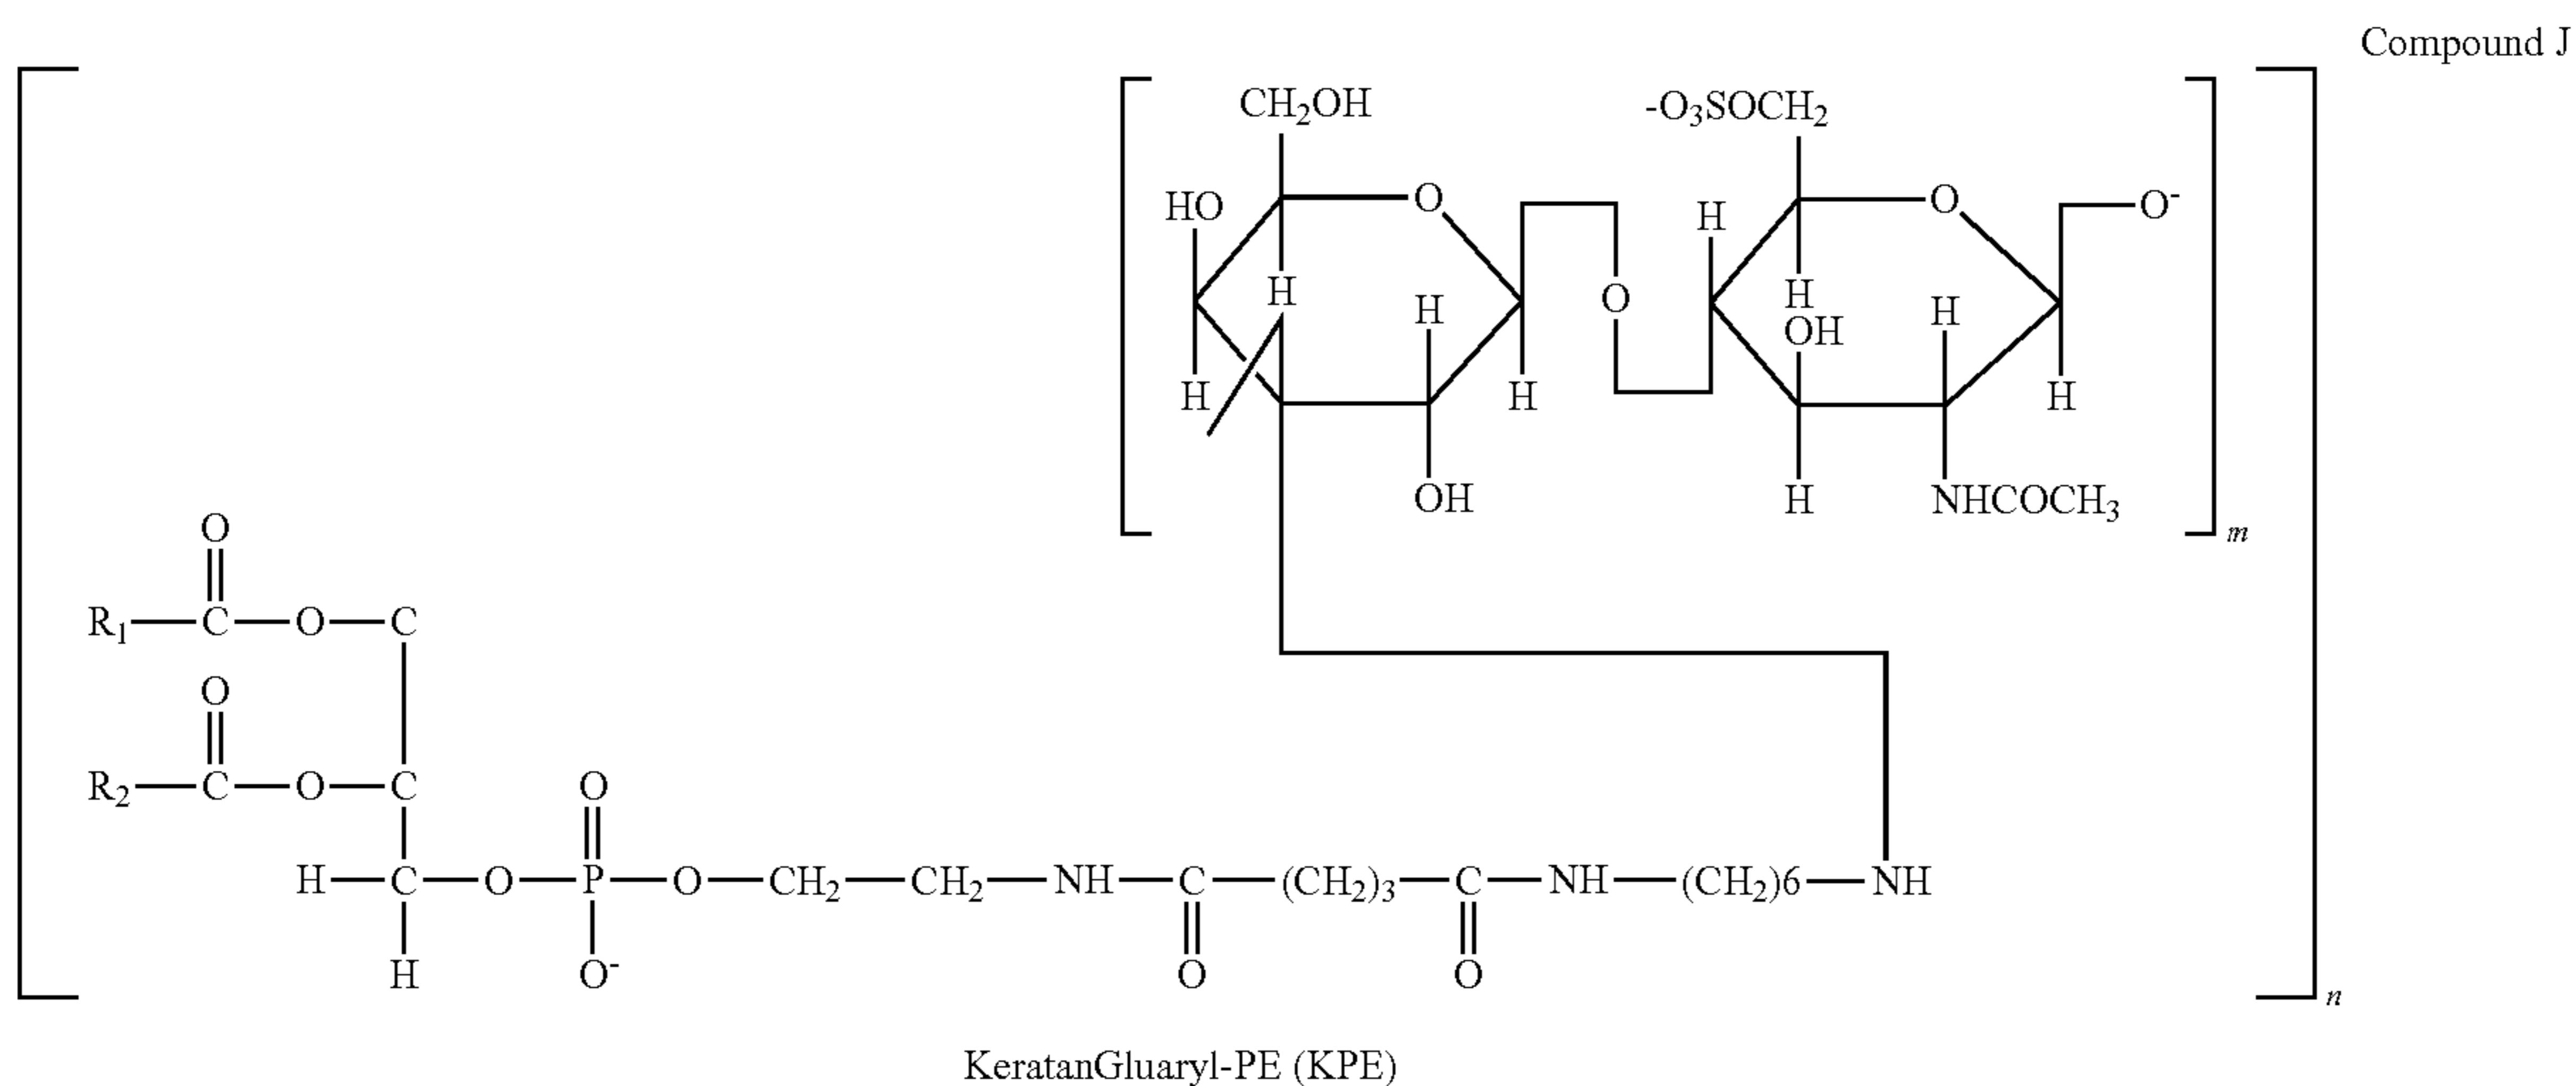 Compound J
CH₂OH -O₃SOCH₂
HO O H O O⁻
H H O H OH H
H H H
OH H NHCOCH₃
m
O
R₁ C O C
O
R₂ C O C O
H C O P O CH₂ CH₂ NH C (CH₂)₃ C NH (CH₂)6 NH
H O⁻ O O
n
KeratanGluaryl-PE (KPE)